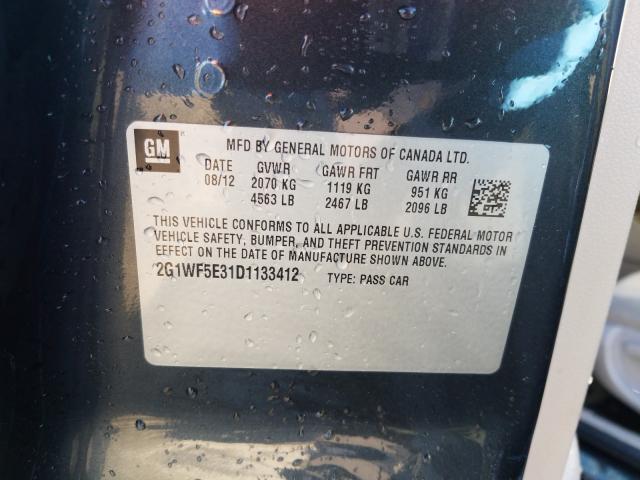 GM
MFD BY GENERAL MOTORS OF CANADA LTD.
DATE GVWR GAWR FRT GAWR RR
08/12 2070 KG 1119 KG 951 KG
4563 LB 2467 LB 2096 LB
THIS VEHICLE CONFORMS TO ALL APPLICABLE U.S. FEDERAL MOTOR
VEHICLE SAFETY, BUMPER, AND THEFT PREVENTION STANDARDS IN
EFFECT ON THE DATE OF MANUFACTURE SHOWN ABOVE.
2G1WF5E31D1133412 TYPE: PASS CAR